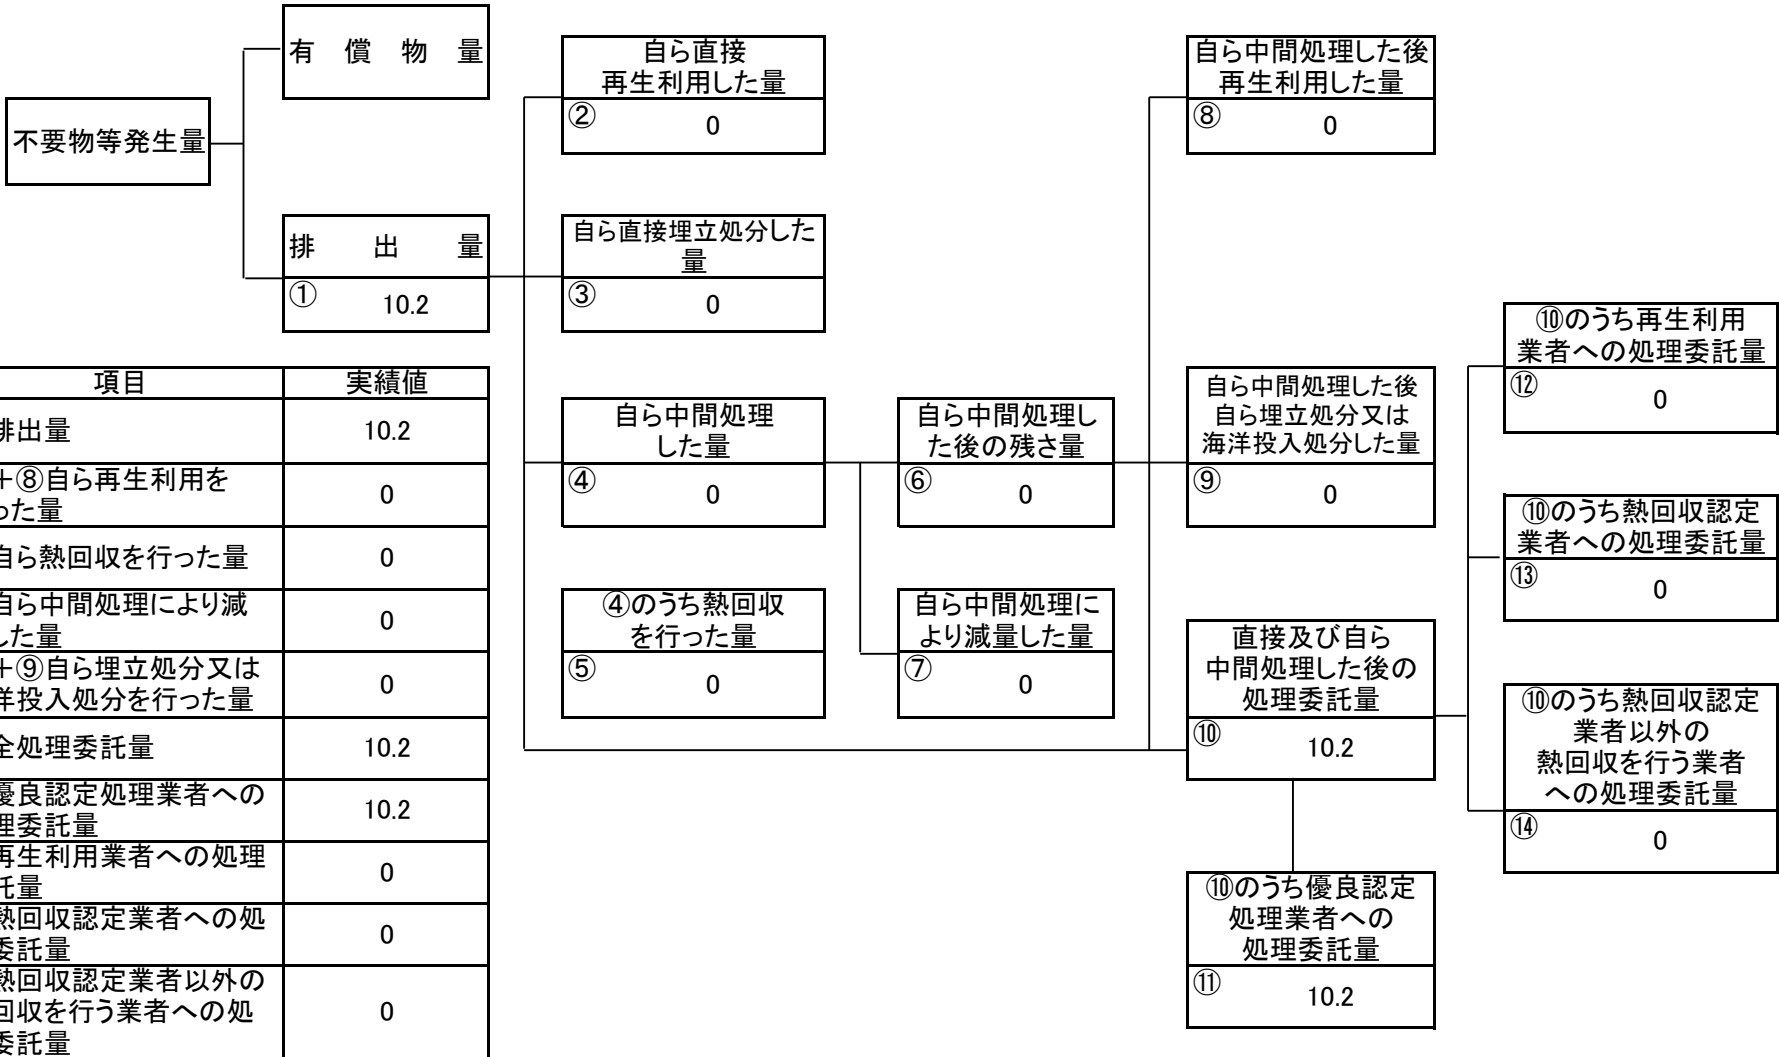 有償物量
不要物等発生量
排出量
①
10.2
自ら直接
再生利用した量
②
0
自ら直接埋立処分した
量
③
0
自ら中間処理
した量
④
0
④のうち熱回収
を行った量
⑤
0
自ら中間処理し
た後の残さ量
⑥
0
自ら中間処理に
より減量した量
⑦
0
自ら中間処理した後
再生利用した量
⑧
0
自ら中間処理した後
自ら埋立処分又は
海洋投入処分した量
⑨
0
直接及び自ら
中間処理した後の
処理委託量
⑩
10.2
⑩のうち優良認定
処理業者への
処理委託量
⑪
10.2
⑩のうち再生利用
業者への処理委託量
⑫
0
⑩のうち熱回収認定
業者への処理委託量
⑬
0
⑩のうち熱回収認定
業者以外の
熱回収を行う業者
への処理委託量
⑭
0
項目 実績値
排出量 10.2
+⑧自ら再生利用を
った量
0
自ら熱回収を行った量 0
自ら中間処理により減
した量
0
+⑨自ら埋立処分又は
洋投入処分を行った量
0
全処理委託量 10.2
優良認定処理業者への
理委託量
10.2
再生利用業者への処理
託量
0
熱回収認定業者への処
委託量
0
熱回収認定業者以外の
回収を行う業者への処
委託量
0